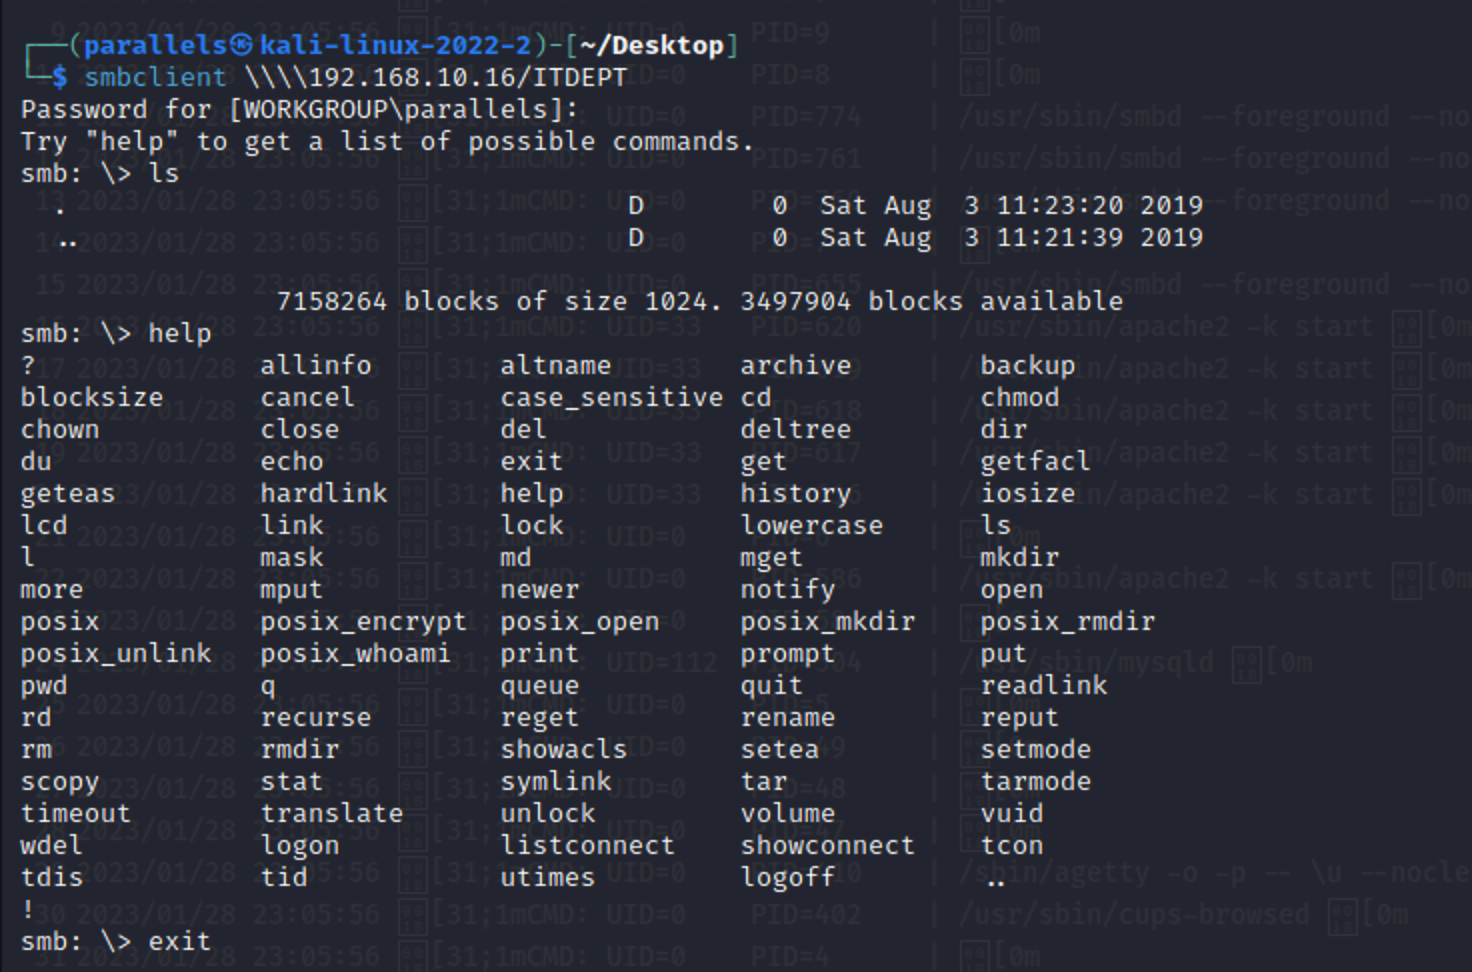 ┌──(parallels㉿kali-linux-2022-2)-[~/Desktop]
└─$ smbclient \\\\192.168.10.16/ITDEPT
Password for [WORKGROUP\parallels]:
Try "help" to get a list of possible commands.
smb: \> ls
  .                                   D        0  Sat Aug  3 11:23:20 2019
  ..                                  D        0  Sat Aug  3 11:21:39 2019

                7158264 blocks of size 1024. 3497904 blocks available
smb: \> help
?              allinfo        altname        archive        backup
blocksize      cancel         case_sensitive cd             chmod
chown          close          del            deltree        dir
du             echo           exit           get            getfacl
geteas         hardlink       help           history        iosize
lcd            link           lock           lowercase      ls
l              mask           md             mget           mkdir
more           mput           newer          notify         open
posix          posix_encrypt  posix_open     posix_mkdir    posix_rmdir
posix_unlink   posix_whoami   print          prompt         put
pwd            q              queue          quit           readlink
rd             recurse        reget          rename         reput
rm             rmdir          showacls       setea          setmode
scopy          stat           symlink        tar            tarmode
timeout        translate      unlock         volume         vuid
wdel           logon          listconnect    showconnect    tcon
tdis           tid            utimes         logoff         ..
!
smb: \> exit